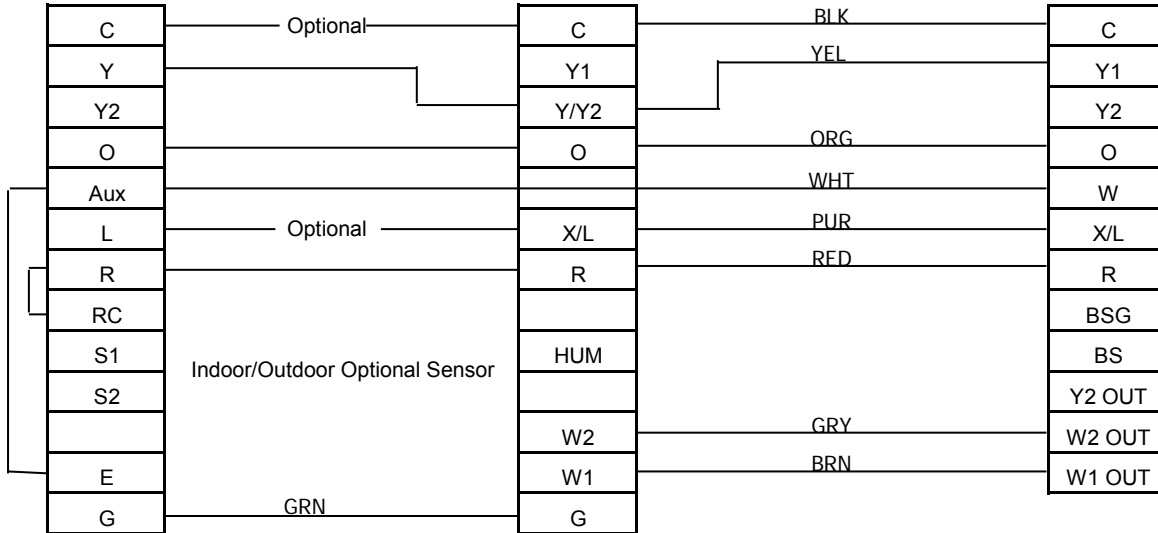 C Optional C BLK C
Y Y1 YEL Y1
Y2 Y/Y2 Y2
O O ORG O
Aux WHT W
L Optional X/L PUR X/L
R R RED R
RC BSG
S1 Indoor/Outdoor Optional Sensor HUM BS
S2 Y2 OUT
W2 GRY W2 OUT
E W1 BRN W1 OUT
G GRN G